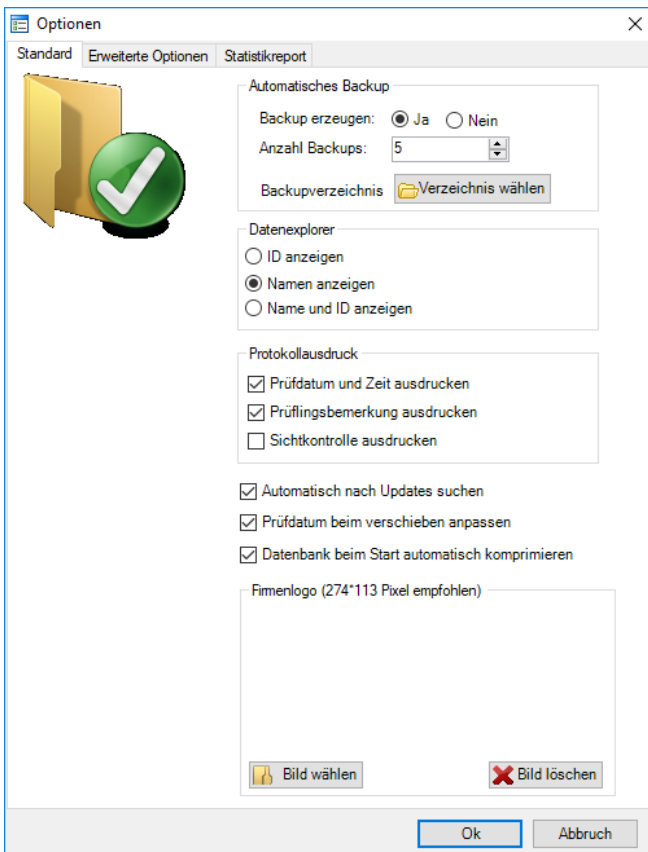 Optionen
Standard Erweiterte Optionen Statistikreport
Automatisches Backup
Backup erzeugen: Ja Nein
Anzahl Backups: 5
Backupverzeichnis Verzeichnis wählen
Datenexplorer
ID anzeigen
Namen anzeigen
Name und ID anzeigen
Protokollausdruck
Prüfdatum und Zeit ausdrucken
Prüflingsbemerkung ausdrucken
Sichtkontrolle ausdrucken
Automatisch nach Updates suchen
Prüfdatum beim verschieben anpassen
Datenbank beim Start automatisch komprimieren
Firmenlogo (274*113 Pixel empfohlen)
Bild wählen Bild löschen
Ok Abbruch